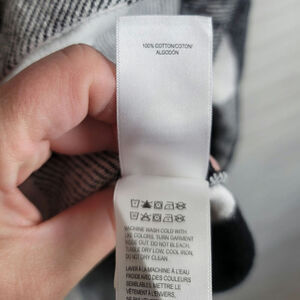 100% COTTON/COTON/
ALGODÓN
MACHINE WASH COLD WITH
LIKE COLORS. TURN GARMENT
INSIDE OUT. DO NOT BLEACH.
TUMBLE DRY LOW. COOL IRON.
DO NOT DRY CLEAN.
LAVER À LA MACHINE À L'EAU
FROIDE AVEC DES COULEURS
SEMBLABLES. METTRE LE
VÊTEMENT À L'ENVERS.